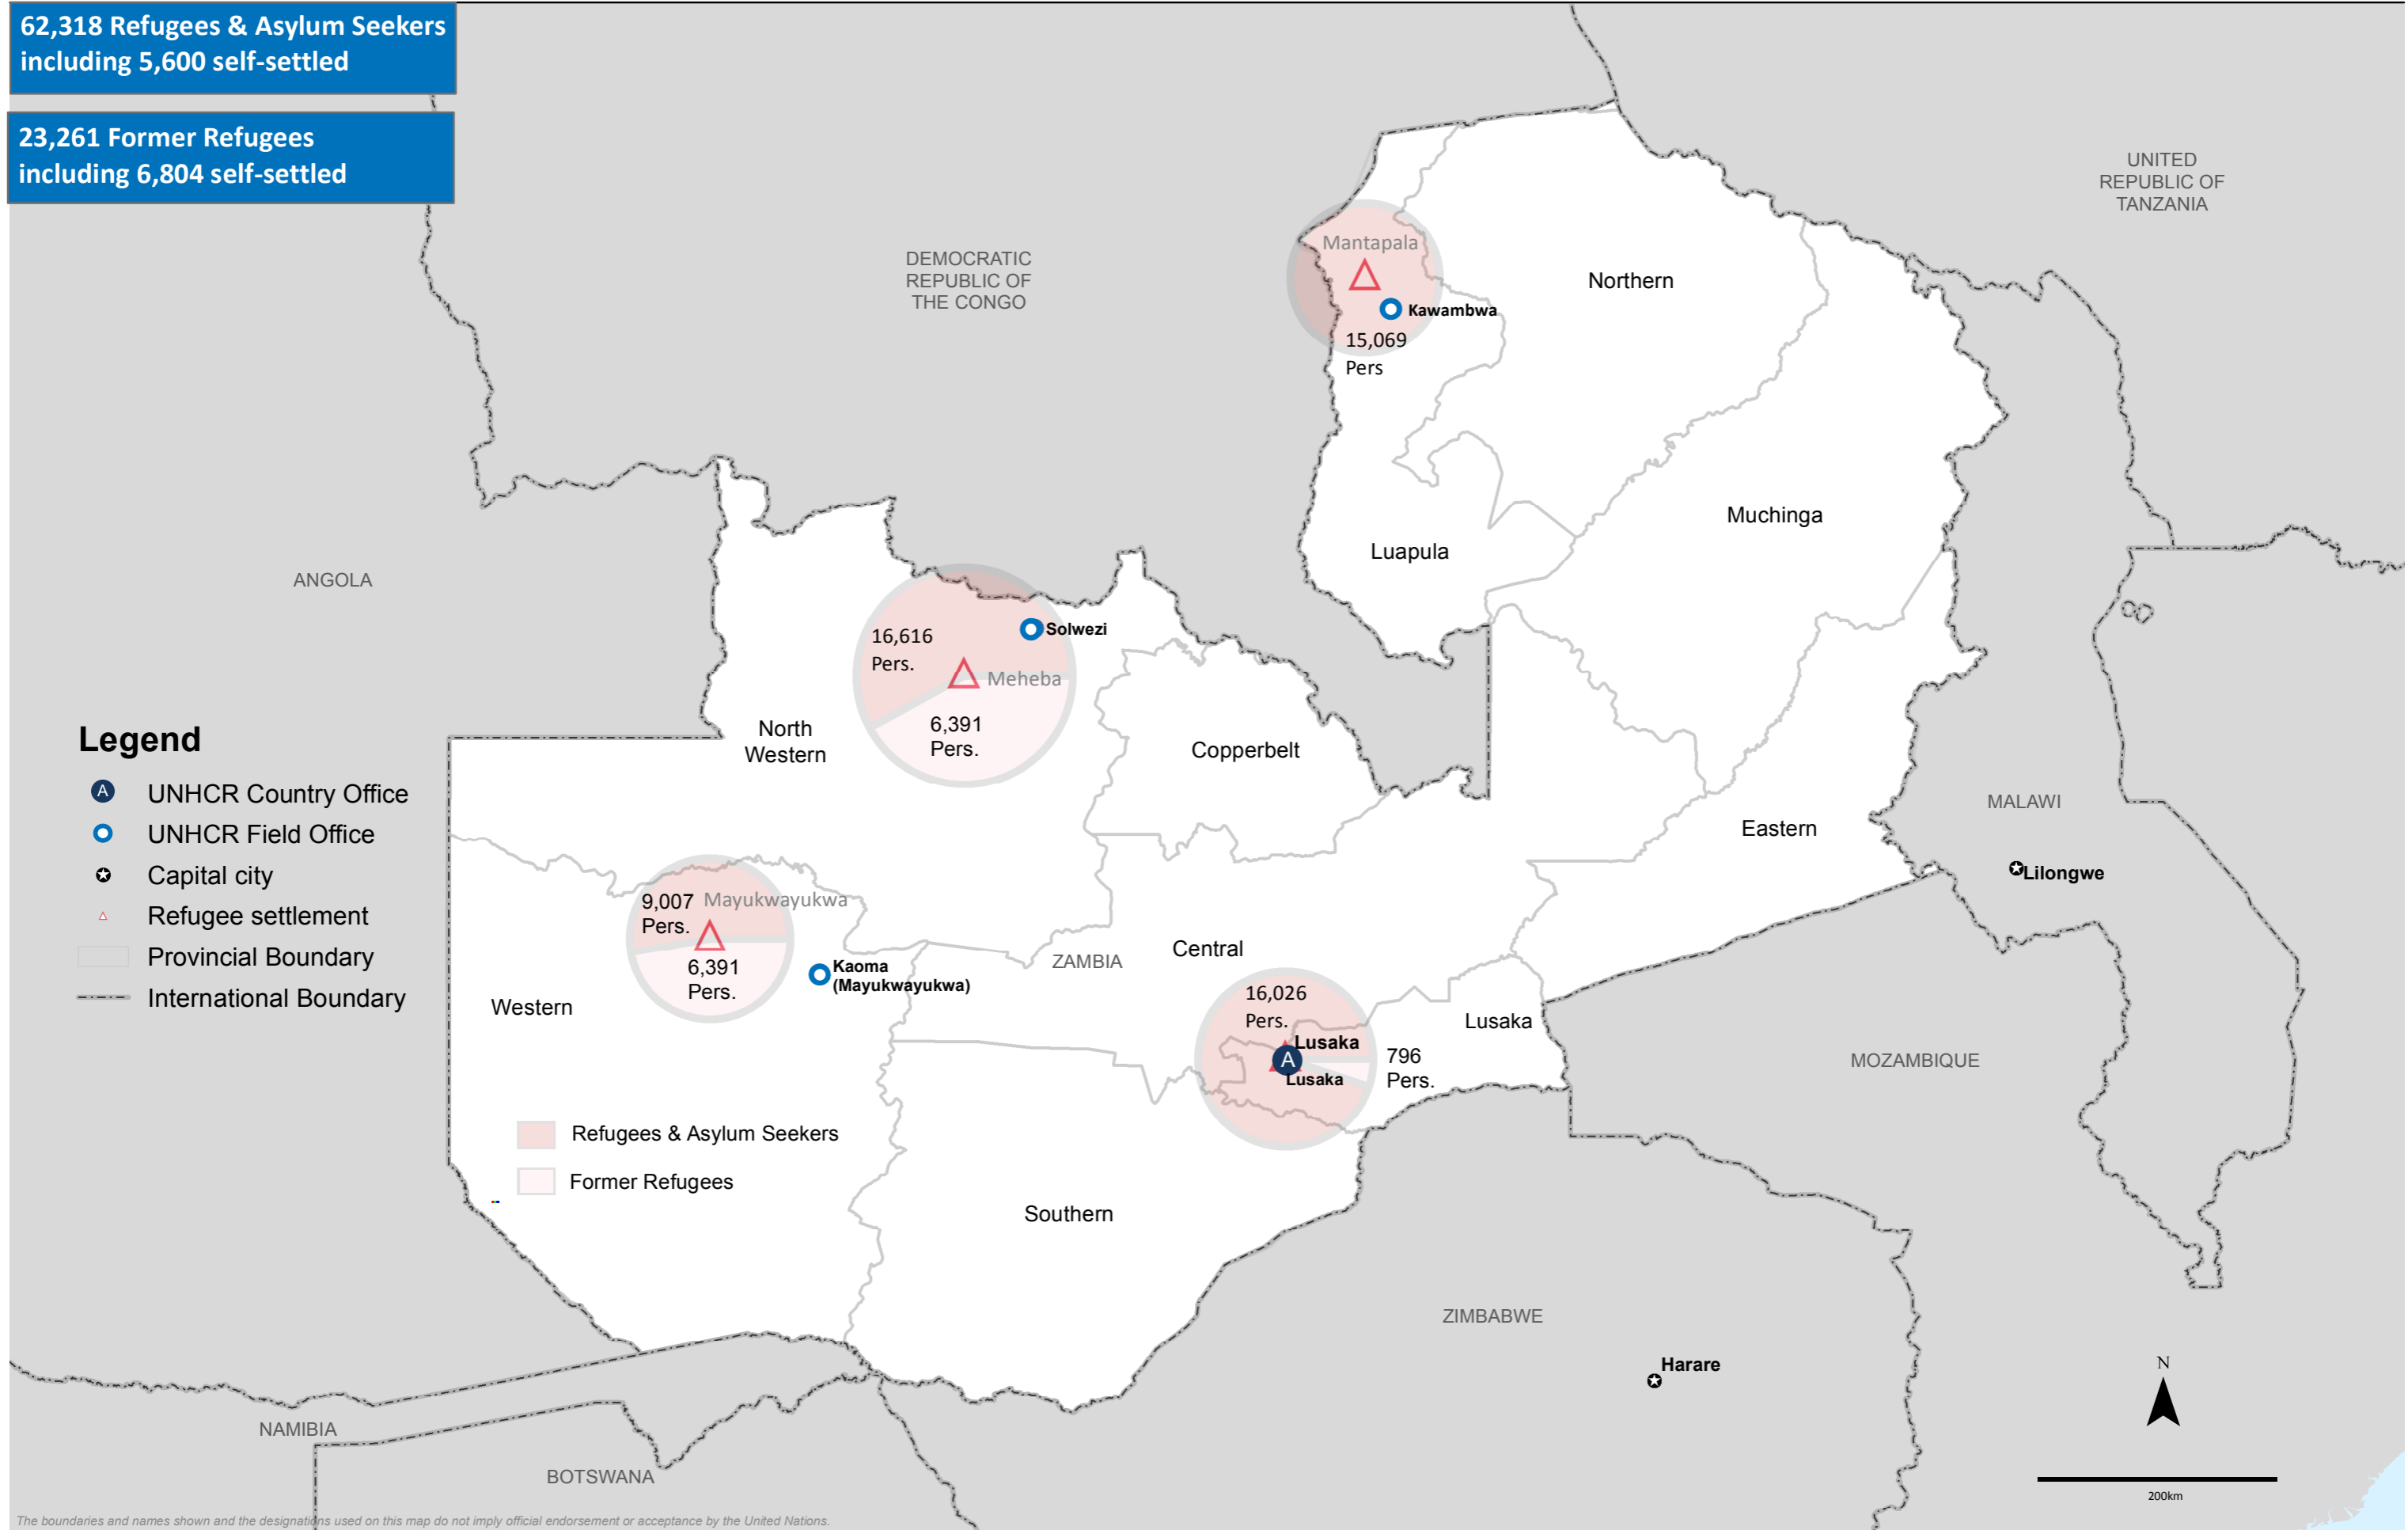 62,318 Refugees & Asylum Seekers
including 5,600 self-settled
23,261 Former Refugees
including 6,804 self-settled
UNITED
REPUBLIC OF
TANZANIA
DEMOCRATIC
REPUBLIC OF
THE CONGO
Mantapala
Kawambwa
15,069
Pers
Northern
Muchinga
Luapula
ANGOLA
16,616
Pers.
Solwezi
Meheba
6,391
Pers.
North
Western
Copperbelt
Legend
A UNHCR Country Office
UNHCR Field Office
Capital city
Refugee settlement
Provincial Boundary
International Boundary
MALAWI
Eastern
Lilongwe
9,007
Pers.
Mayukwayukwa
6,391
Pers.
Kaoma
(Mayukwayukwa)
ZAMBIA
Central
Western
16,026
Pers.
Lusaka
Lusaka
A
Lusaka
796
Pers.
MOZAMBIQUE
Refugees & Asylum Seekers
Former Refugees
Southern
ZIMBABWE
Harare
N
200km
NAMIBIA
BOTSWANA
The boundaries and names shown and the designations used on this map do not imply official endorsement or acceptance by the United Nations.